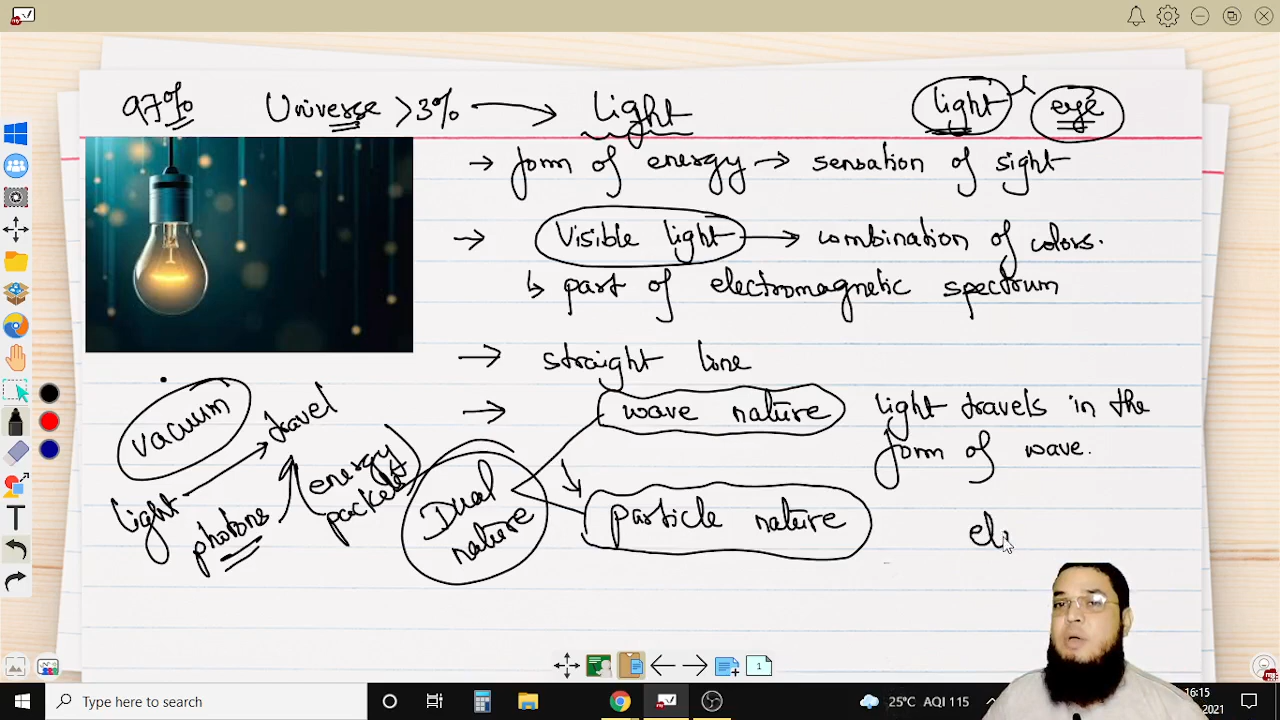 97% Universe >3% → light
light eye
→ form of energy → sensation of sight
→ Visible light → combination of colors.
↳ part of electromagnetic spectrum
→ straight line
→ wave nature
light travels in the
form of wave.
vacuum
light → travel
photons
(energy
packets)
Dual
nature
particle nature
ele
1
Type here to search
25°C AQI 115
16:15
2021